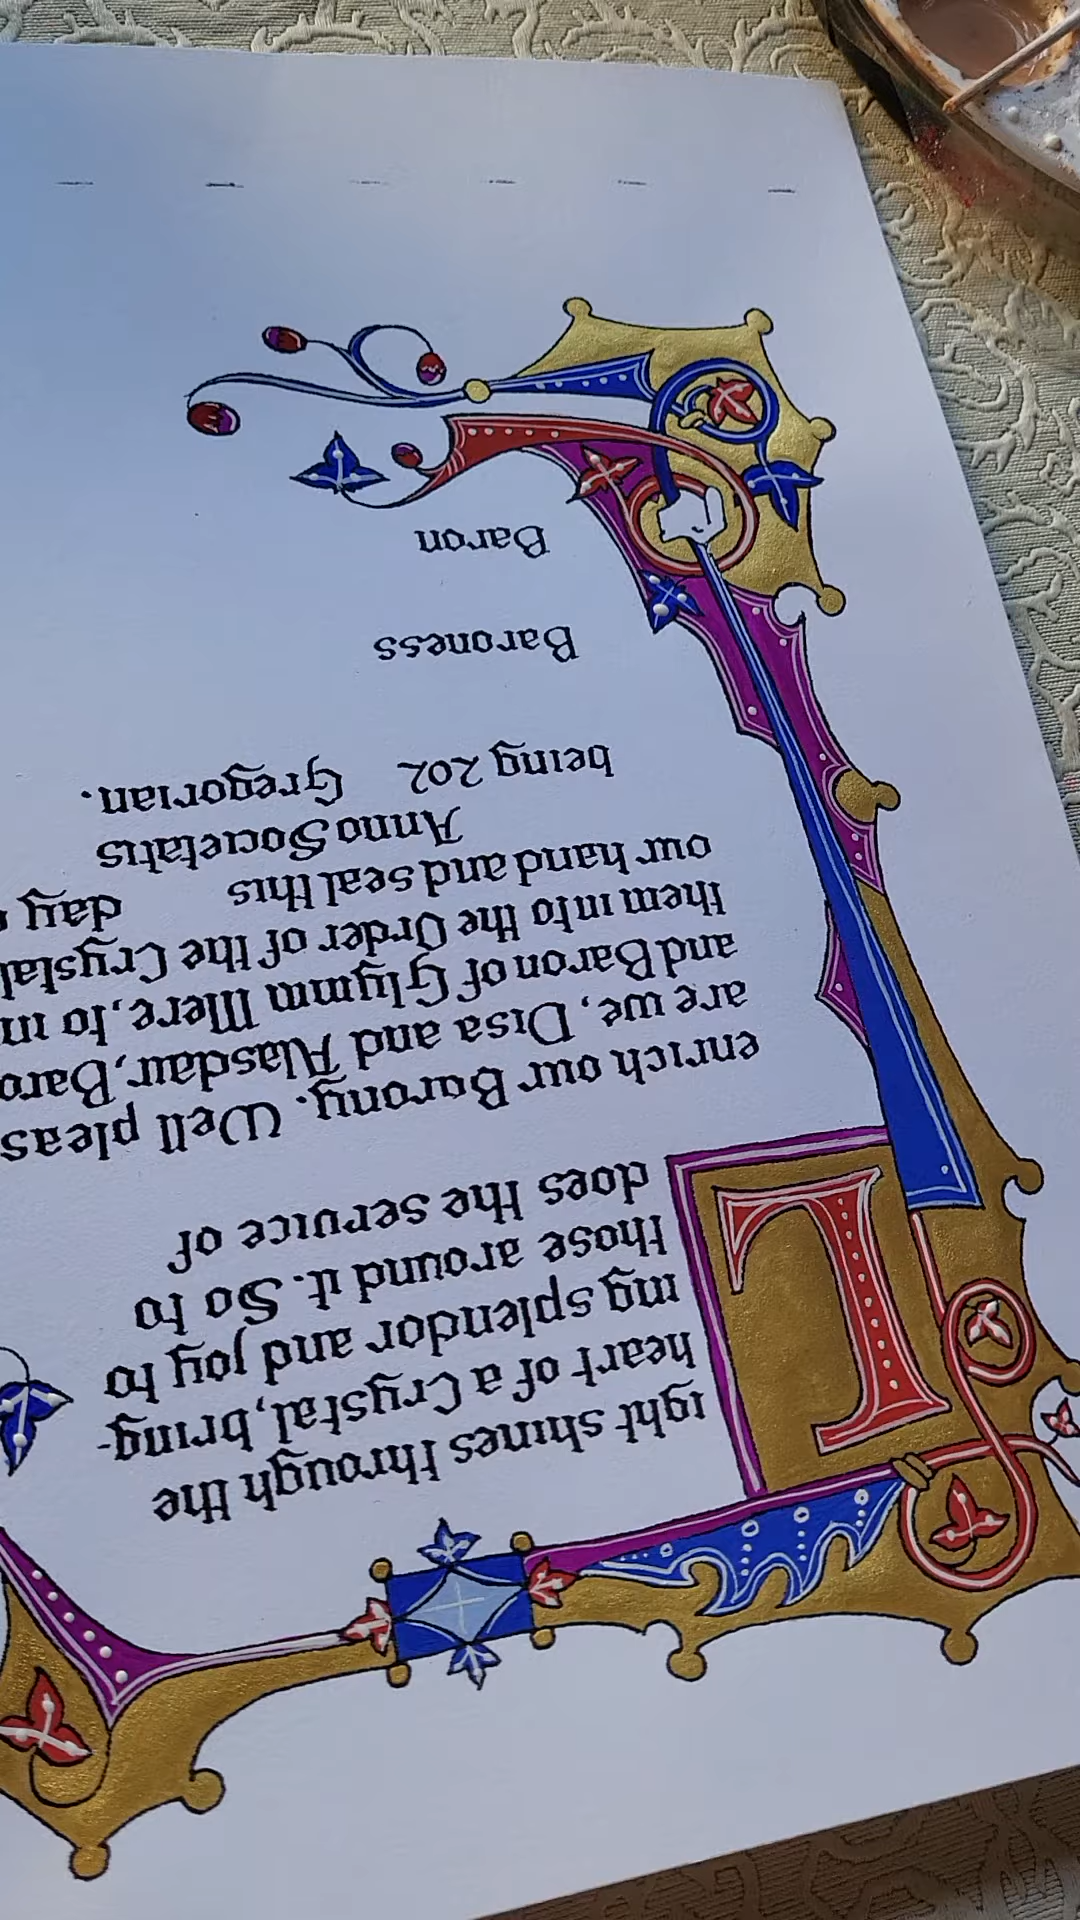 Light shines through the
heart of a Crystal, bring-
ing splendor and joy to
those around it. So to
does the service of
enrich our Barony. Well pleas
are we, Disa and Alasdair, Baro
and Baron of Glymm Mere, to in
them into the Order of the Crystal
our hand and seal this day
Anno Societatis
being 202 Gregorian.
Baroness
Baron